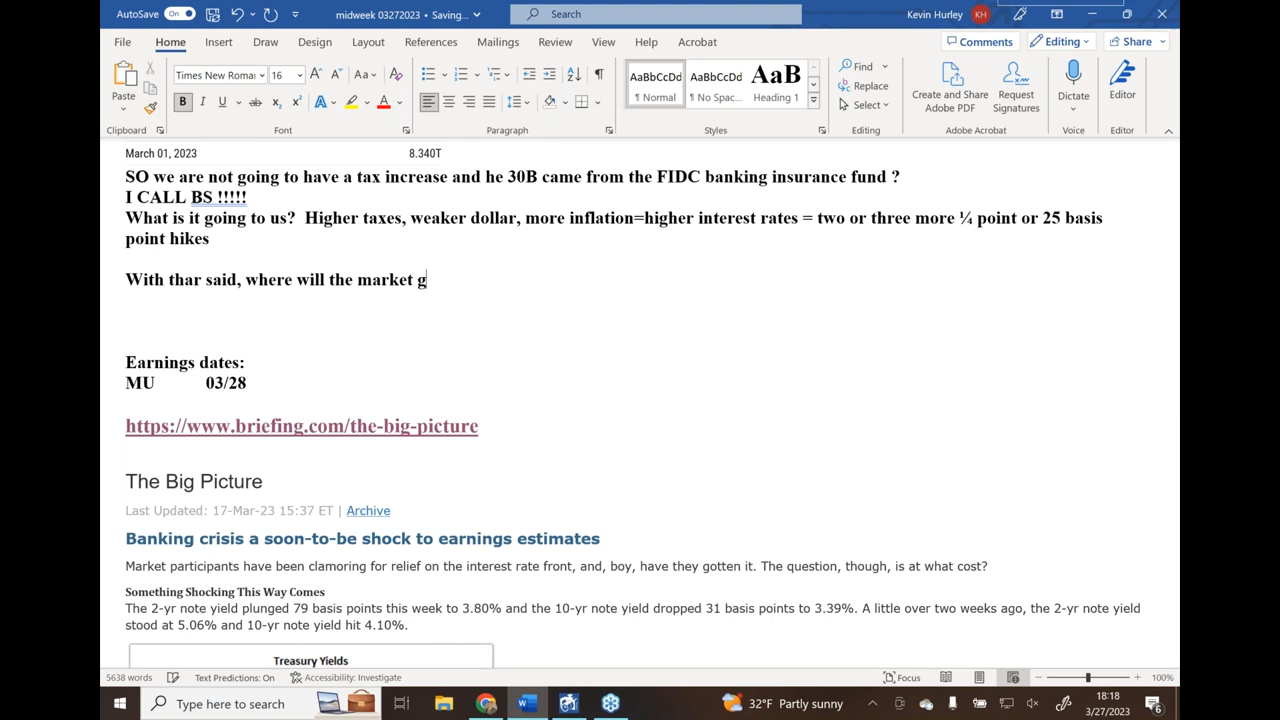 AutoSave On midweek 03272023 • Saving... Search Kevin Hurley KH
File Home Insert Draw Design Layout References Mailings Review View Help Acrobat Comments Editing Share
Paste Times New Roma 16 Aa AaBbCcDd AaBbCcDd AaB Find
B I U ab x₂ x² A A ¶ Normal ¶ No Spac... Heading 1 Replace
Select Create and Share Adobe PDF Request Signatures Dictate Editor
Clipboard Font Paragraph Styles Editing Adobe Acrobat Voice Editor
March 01, 2023 8.340T
SO we are not going to have a tax increase and he 30B came from the FIDC banking insurance fund ?
I CALL BS !!!!!
What is it going to us?  Higher taxes, weaker dollar, more inflation=higher interest rates = two or three more ¼ point or 25 basis
point hikes
With thar said, where will the market g
Earnings dates:
MU 03/28
https://www.briefing.com/the-big-picture
The Big Picture
Last Updated: 17-Mar-23 15:37 ET | Archive
Banking crisis a soon-to-be shock to earnings estimates
Market participants have been clamoring for relief on the interest rate front, and, boy, have they gotten it. The question, though, is at what cost?
Something Shocking This Way Comes
The 2-yr note yield plunged 79 basis points this week to 3.80% and the 10-yr note yield dropped 31 basis points to 3.39%. A little over two weeks ago, the 2-yr note yield
stood at 5.06% and 10-yr note yield hit 4.10%.
Treasury Yields
5638 words Text Predictions: On Accessibility: Investigate Focus 100%
Type here to search 32°F Partly sunny 18:18
3/27/2023 6